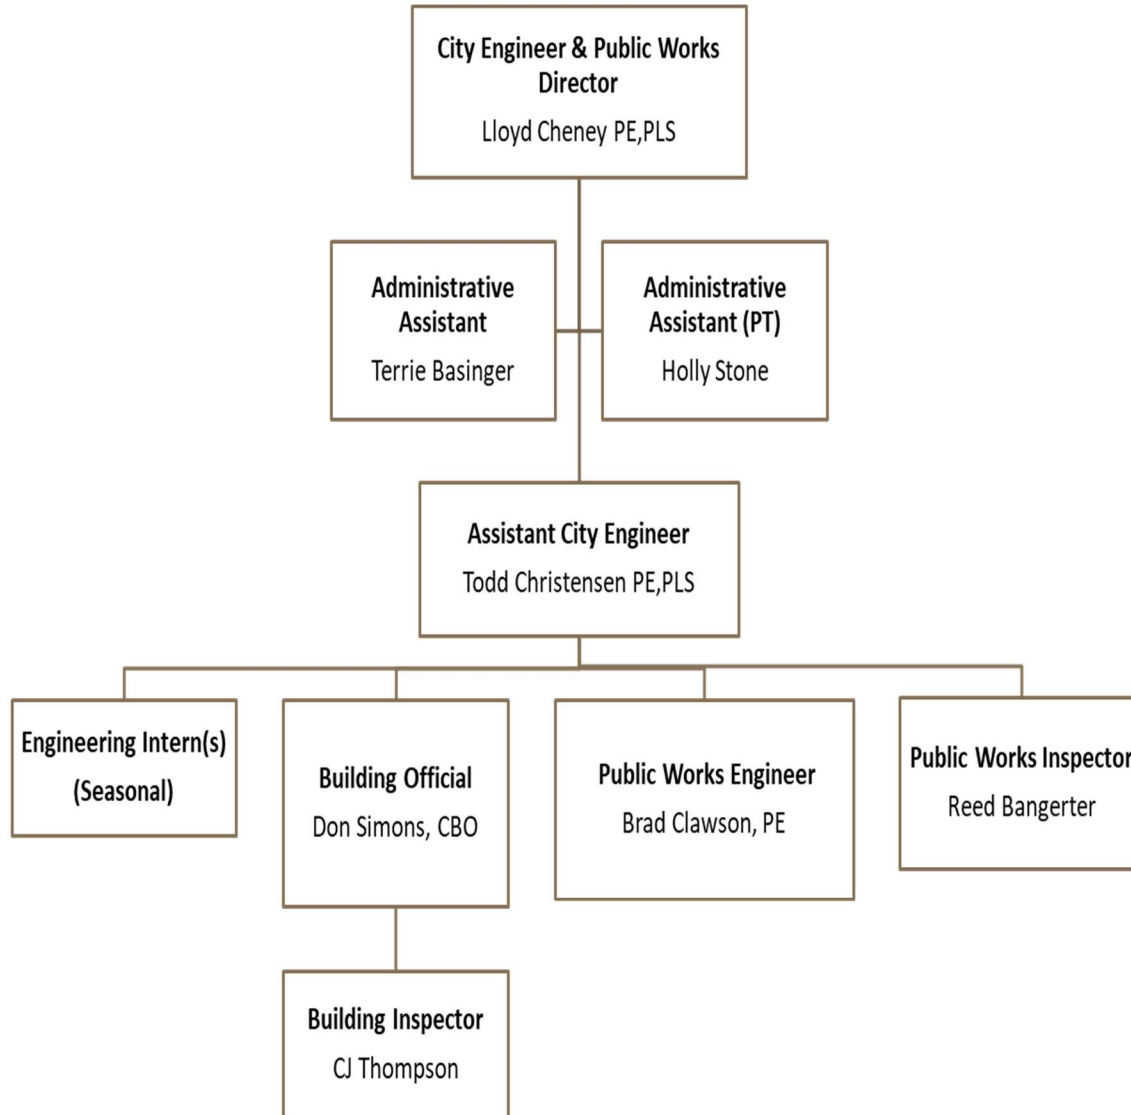 City Engineer & Public Works
Director
Lloyd Cheney PE,PLS
Administrative
Assistant
Terrie Basinger
Administrative
Assistant (PT)
Holly Stone
Assistant City Engineer
Todd Christensen PE,PLS
Engineering Intern(s)
(Seasonal)
Building Official
Don Simons, CBO
Public Works Engineer
Brad Clawson, PE
Public Works Inspector
Reed Bangerter
Building Inspector
CJ Thompson